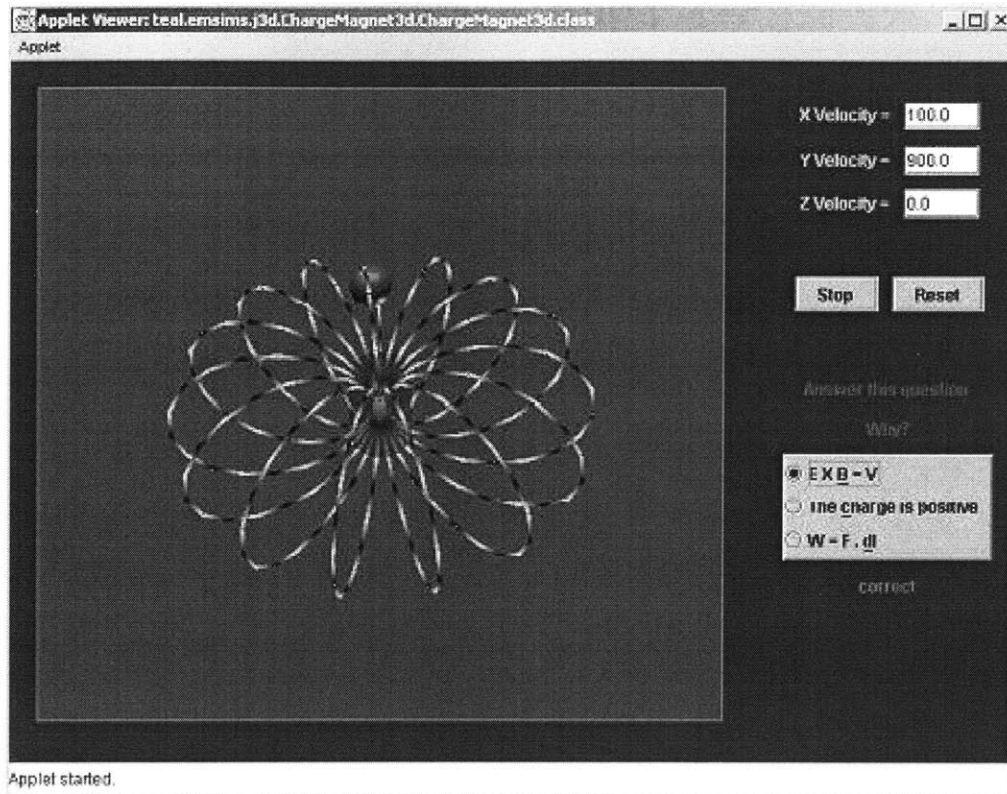 Applet Viewer: teal.emsims.j3d.ChargeMagnet3d.ChargeMagnet3d.class
Applet
X Velocity = 100.0
Y Velocity = 900.0
Z Velocity = 0.0
Stop Reset
Answer this question
Why?
E X B = V
The charge is positive
W = F . dl
correct
Applet started.